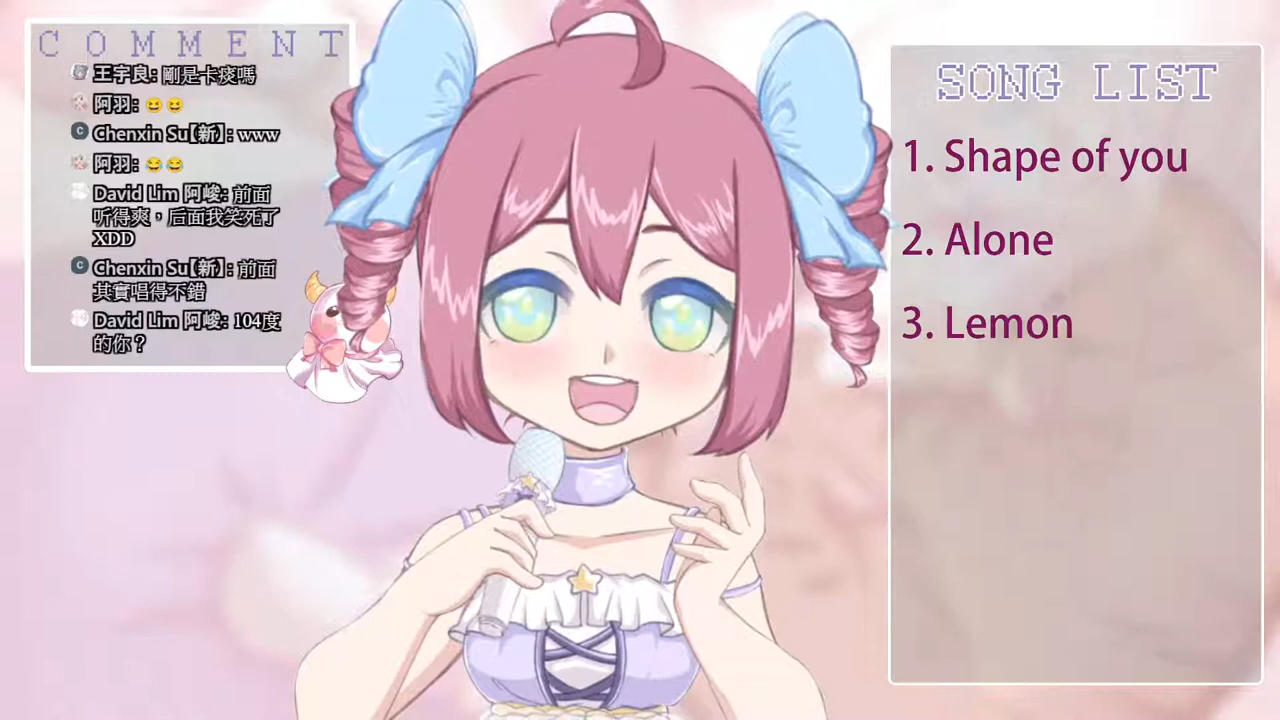 COMMENT
王宇良: 剛是卡痰嗎
阿羽: 😆😆
Chenxin Su【新】: www
阿羽: 😂😂
David Lim 阿峻: 前面
听得爽，后面我笑死了
XDD
Chenxin Su【新】: 前面
其實唱得不錯
David Lim 阿峻: 104度
的你？
SONG LIST
1. Shape of you
2. Alone
3. Lemon